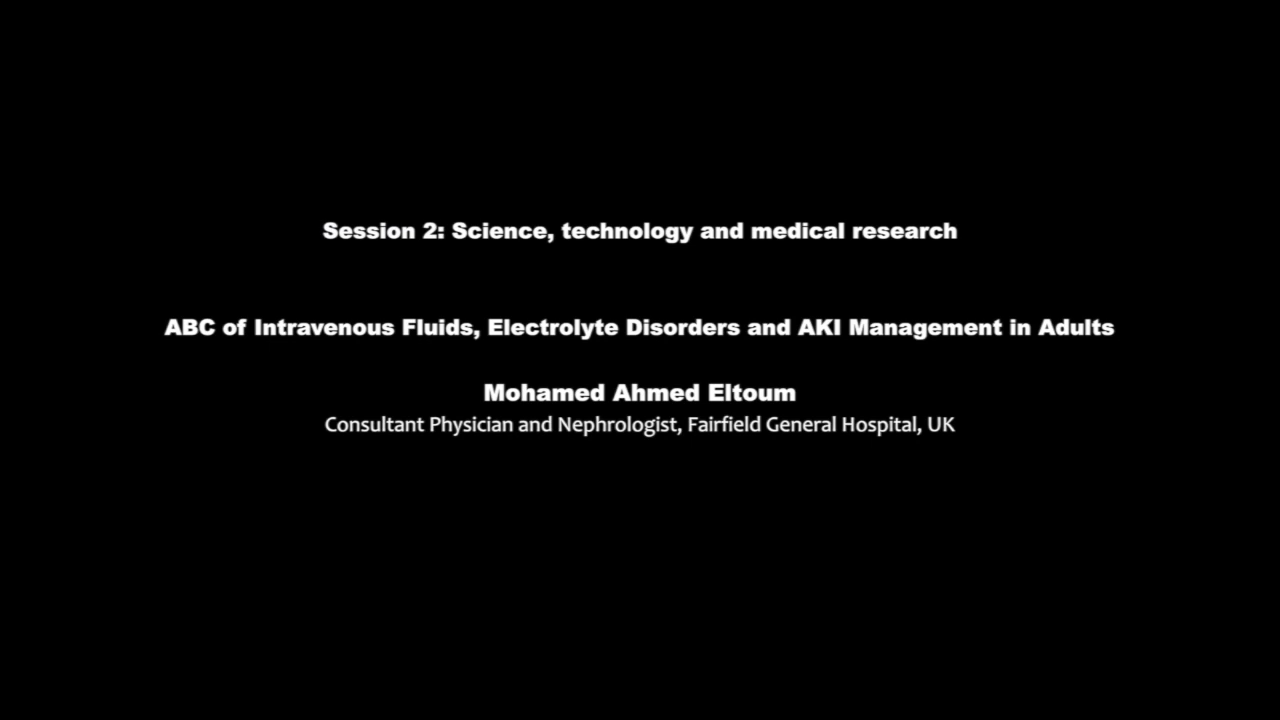 Session 2: Science, technology and medical research
ABC of Intravenous Fluids, Electrolyte Disorders and AKI Management in Adults
Mohamed Ahmed Eltoum
Consultant Physician and Nephrologist, Fairfield General Hospital, UK